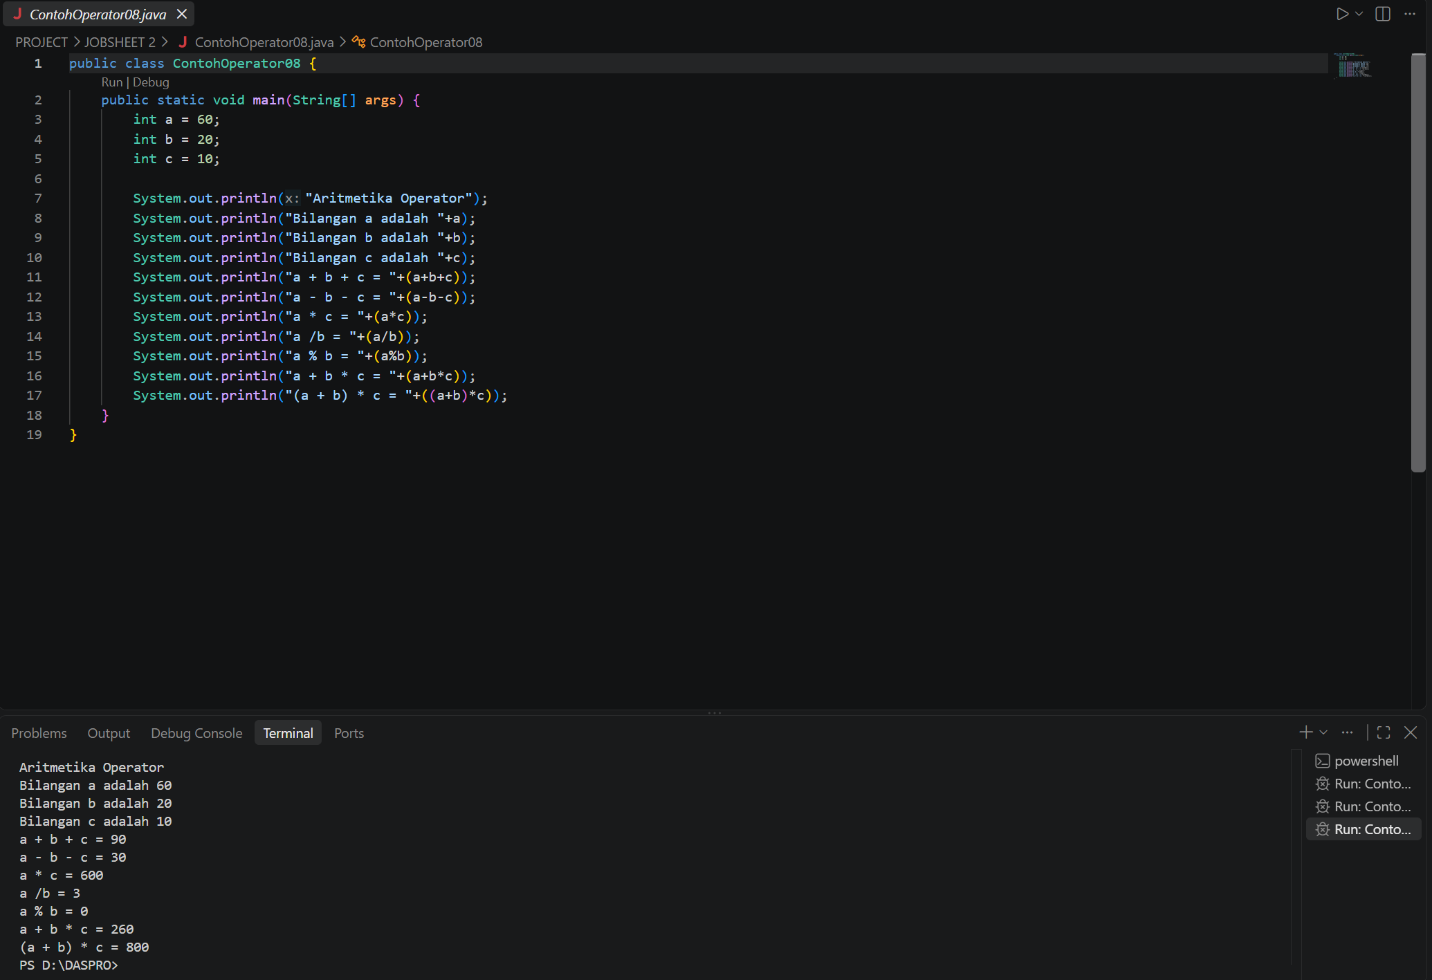 ContohOperator08.java
PROJECT > JOBSHEET 2 > J ContohOperator08.java > ContohOperator08
1 public class ContohOperator08 {
Run | Debug
2 public static void main(String[] args) {
3 int a = 60;
4 int b = 20;
5 int c = 10;
6
7 System.out.println(x: "Aritmetika Operator");
8 System.out.println("Bilangan a adalah "+a);
9 System.out.println("Bilangan b adalah "+b);
10 System.out.println("Bilangan c adalah "+c);
11 System.out.println("a + b + c = "+(a+b+c));
12 System.out.println("a - b - c = "+(a-b-c));
13 System.out.println("a * c = "+(a*c));
14 System.out.println("a /b = "+(a/b));
15 System.out.println("a % b = "+(a%b));
16 System.out.println("a + b * c = "+(a+b*c));
17 System.out.println("(a + b) * c = "+((a+b)*c));
18 }
19 }
Problems Output Debug Console Terminal Ports
Aritmetika Operator
Bilangan a adalah 60
Bilangan b adalah 20
Bilangan c adalah 10
a + b + c = 90
a - b - c = 30
a * c = 600
a /b = 3
a % b = 0
a + b * c = 260
(a + b) * c = 800
PS D:\DASPRO>
powershell
Run: Conto...
Run: Conto...
Run: Conto...